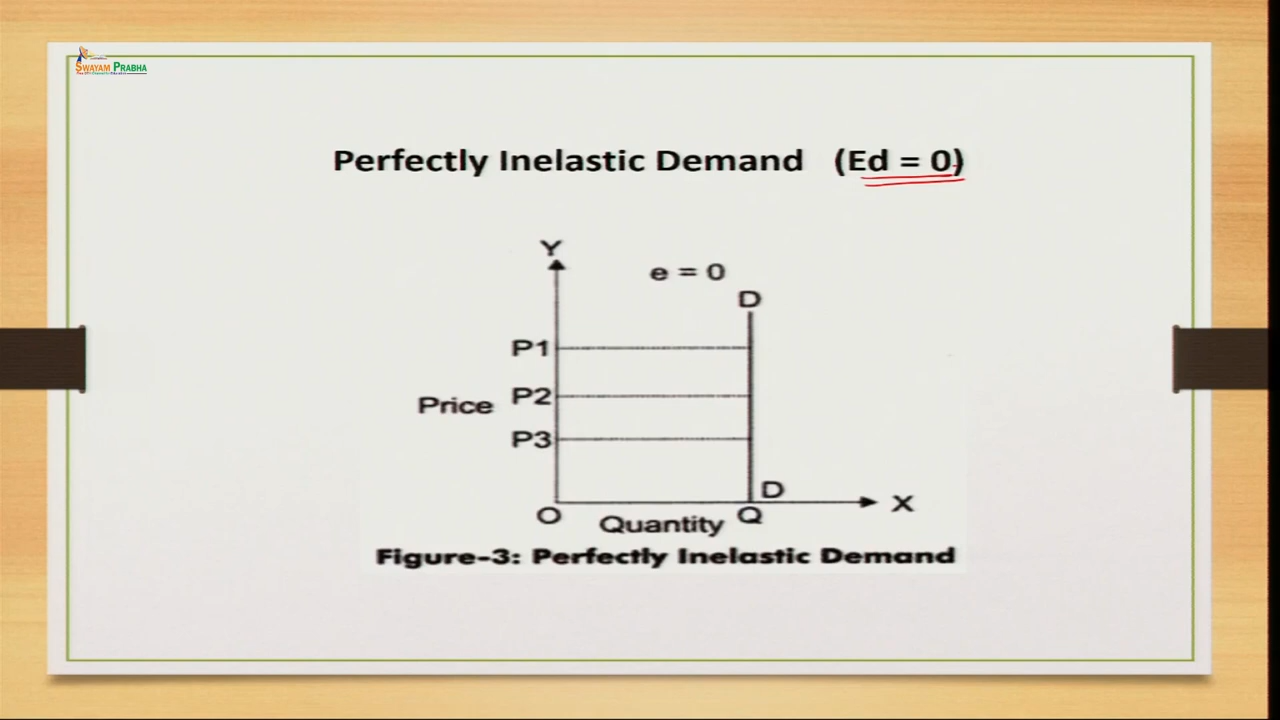 SWAYAM PRABHA
Perfectly Inelastic Demand (Ed = 0)
Y
e = 0
D
P1
Price P2
P3
D
X
O Quantity Q
Figure-3: Perfectly Inelastic Demand